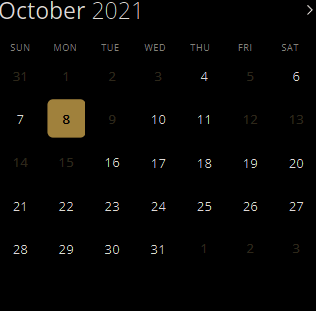 October 2021
SUN MON TUE WED THU FRI SAT
31 1 2 3 4 5 6
7 8 9 10 11 12 13
14 15 16 17 18 19 20
21 22 23 24 25 26 27
28 29 30 31 1 2 3